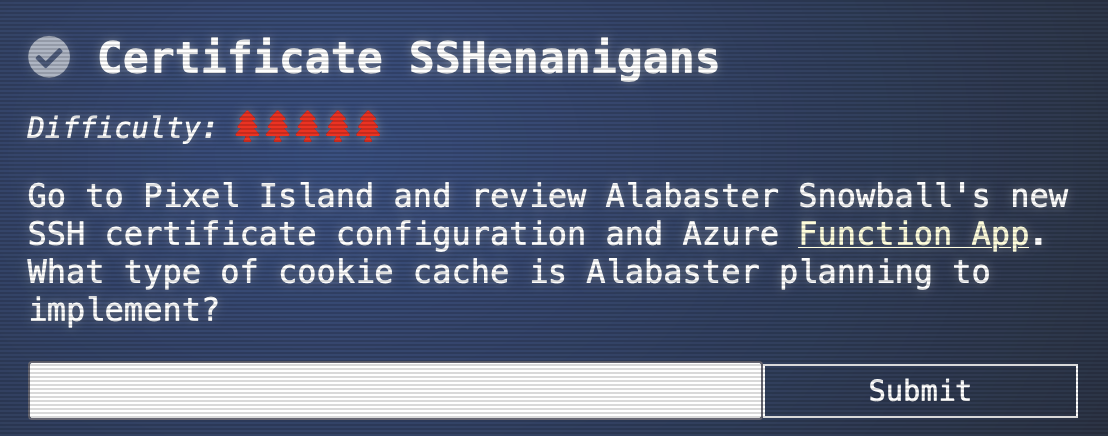 Certificate SSHenanigans
Difficulty:
Go to Pixel Island and review Alabaster Snowball's new
SSH certificate configuration and Azure Function App.
What type of cookie cache is Alabaster planning to
implement?
Submit